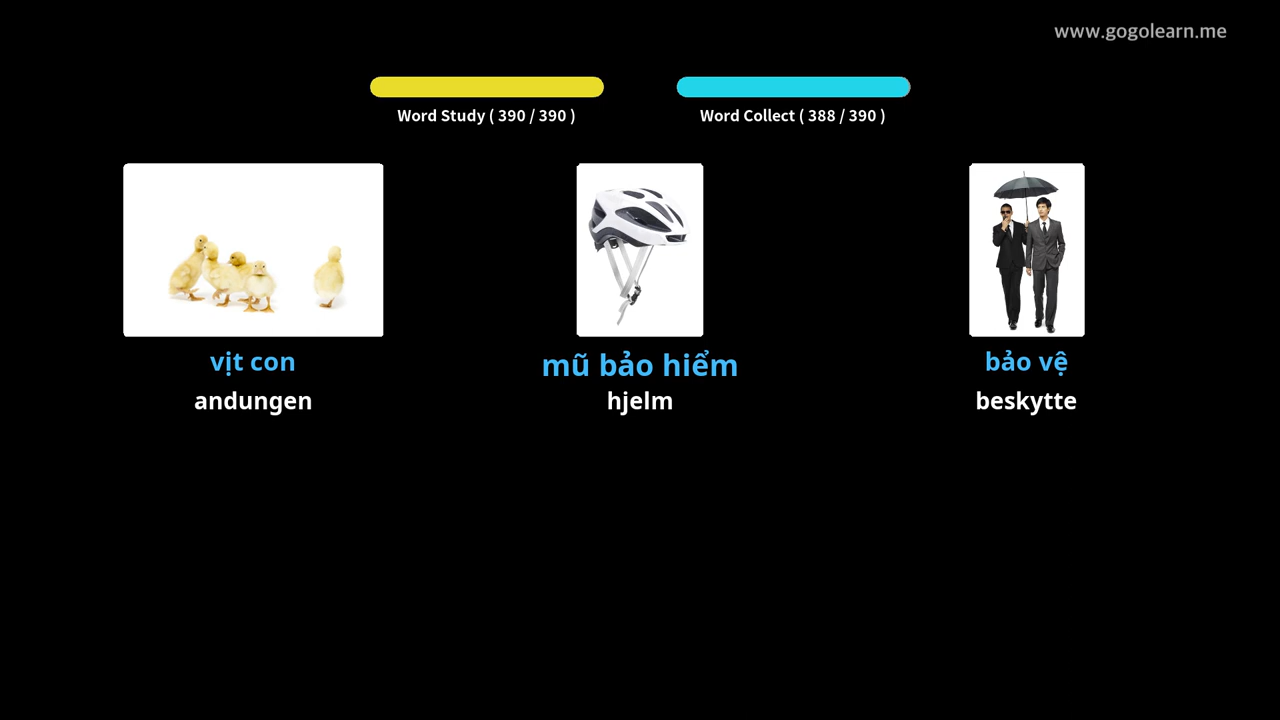 www.gogolearn.me
Word Study ( 390 / 390 )
Word Collect ( 388 / 390 )
vịt con
andungen
mũ bảo hiểm
hjelm
bảo vệ
beskytte